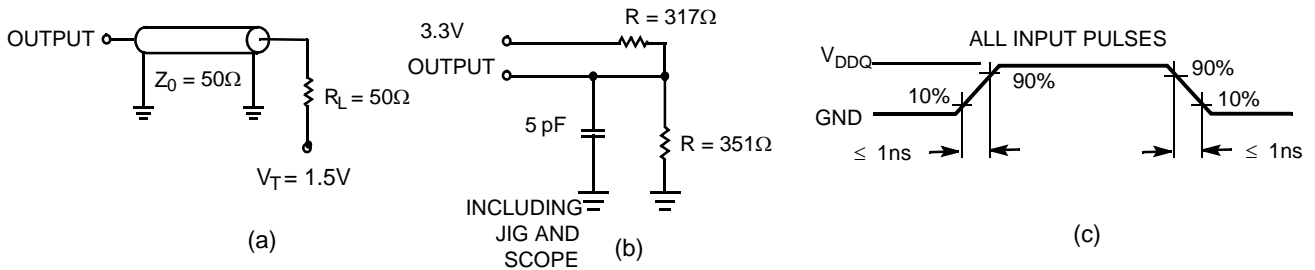 OUTPUT
Z0 = 50Ω
RL = 50Ω
VT = 1.5V
(a)
R = 317Ω
3.3V
OUTPUT
5 pF
R = 351Ω
INCLUDING
JIG AND
SCOPE
(b)
ALL INPUT PULSES
VDDQ
GND
10%
90%
90%
10%
≤ 1ns
≤ 1ns
(c)